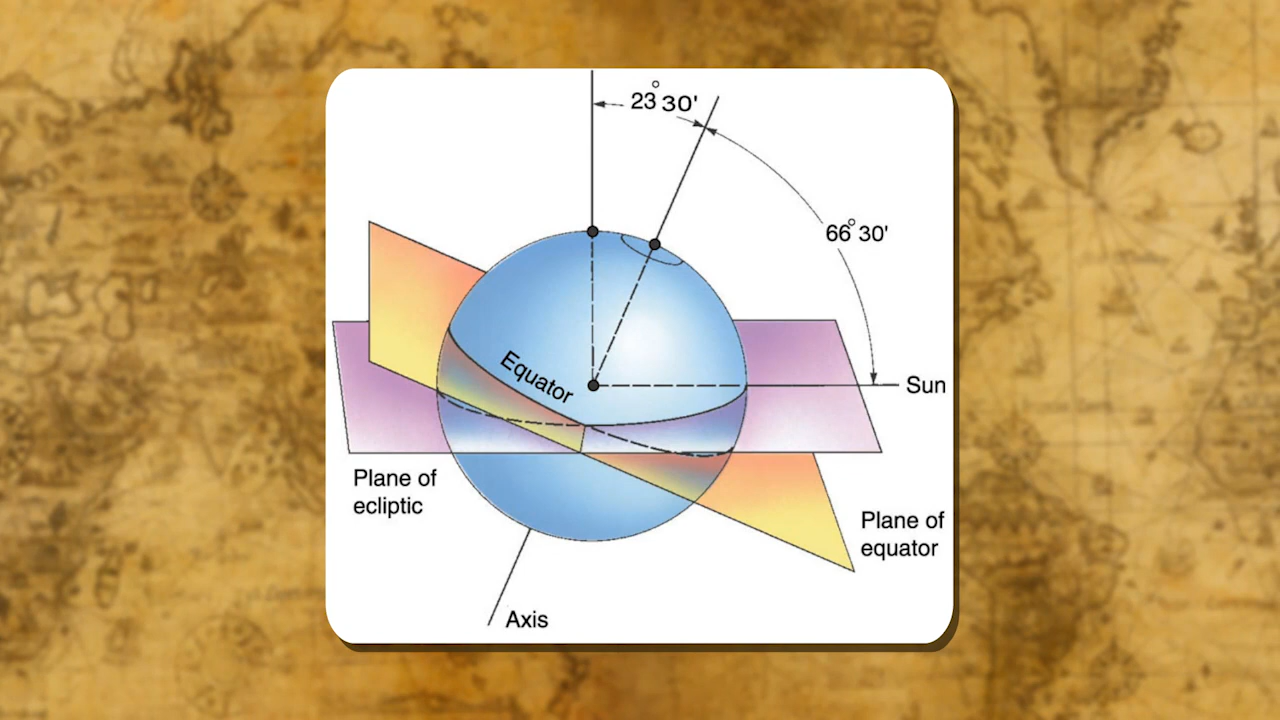 23° 30'
66° 30'
Equator
Sun
Plane of
ecliptic
Plane of
equator
Axis